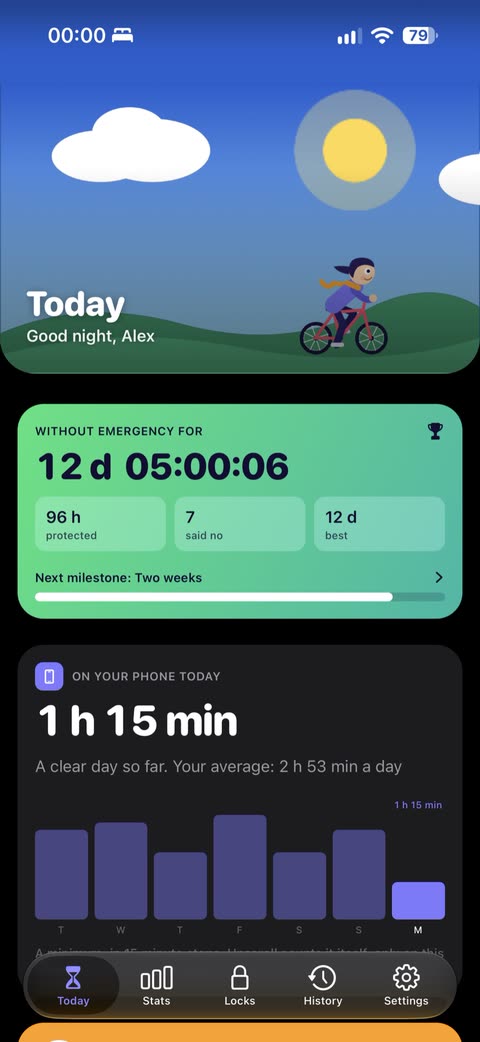 00:00
79
Today
Good night, Alex
WITHOUT EMERGENCY FOR
12 d 05:00:06
96 h
protected
7
said no
12 d
best
Next milestone: Two weeks
ON YOUR PHONE TODAY
1 h 15 min
A clear day so far. Your average: 2 h 53 min a day
1 h 15 min
T W T F S S M
Today
Stats
Locks
History
Settings